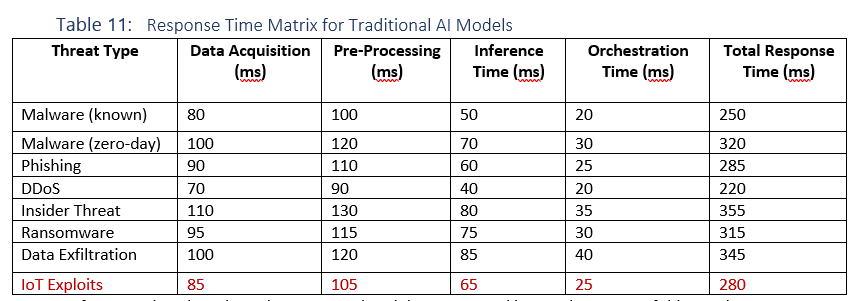 Table 11: Response Time Matrix for Traditional AI Models
Threat Type Data Acquisition (ms) Pre-Processing (ms) Inference Time (ms) Orchestration Time (ms) Total Response Time (ms)
Malware (known) 80 100 50 20 250
Malware (zero-day) 100 120 70 30 320
Phishing 90 110 60 25 285
DDoS 70 90 40 20 220
Insider Threat 110 130 80 35 355
Ransomware 95 115 75 30 315
Data Exfiltration 100 120 85 40 345
IoT Exploits 85 105 65 25 280